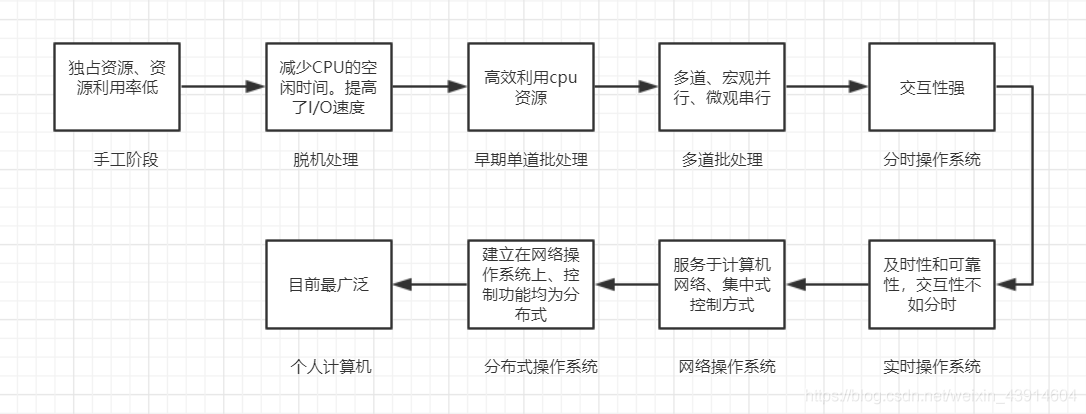 独占资源、资
源利用率低
减少CPU的空
闲时间。提高
了I/O速度
高效利用cpu
资源
多道、宏观并
行、微观串行
交互性强
手工阶段
脱机处理
早期单道批处理
多道批处理
分时操作系统
目前最广泛
建立在网络操
作系统上、控
制功能均为分
布式
服务于计算机
网络、集中式
控制方式
及时性和可靠
性，交互性不
如分时
个人计算机
分布式操作系统
网络操作系统
实时操作系统
https://blog.csdn.net/weixin_43914604